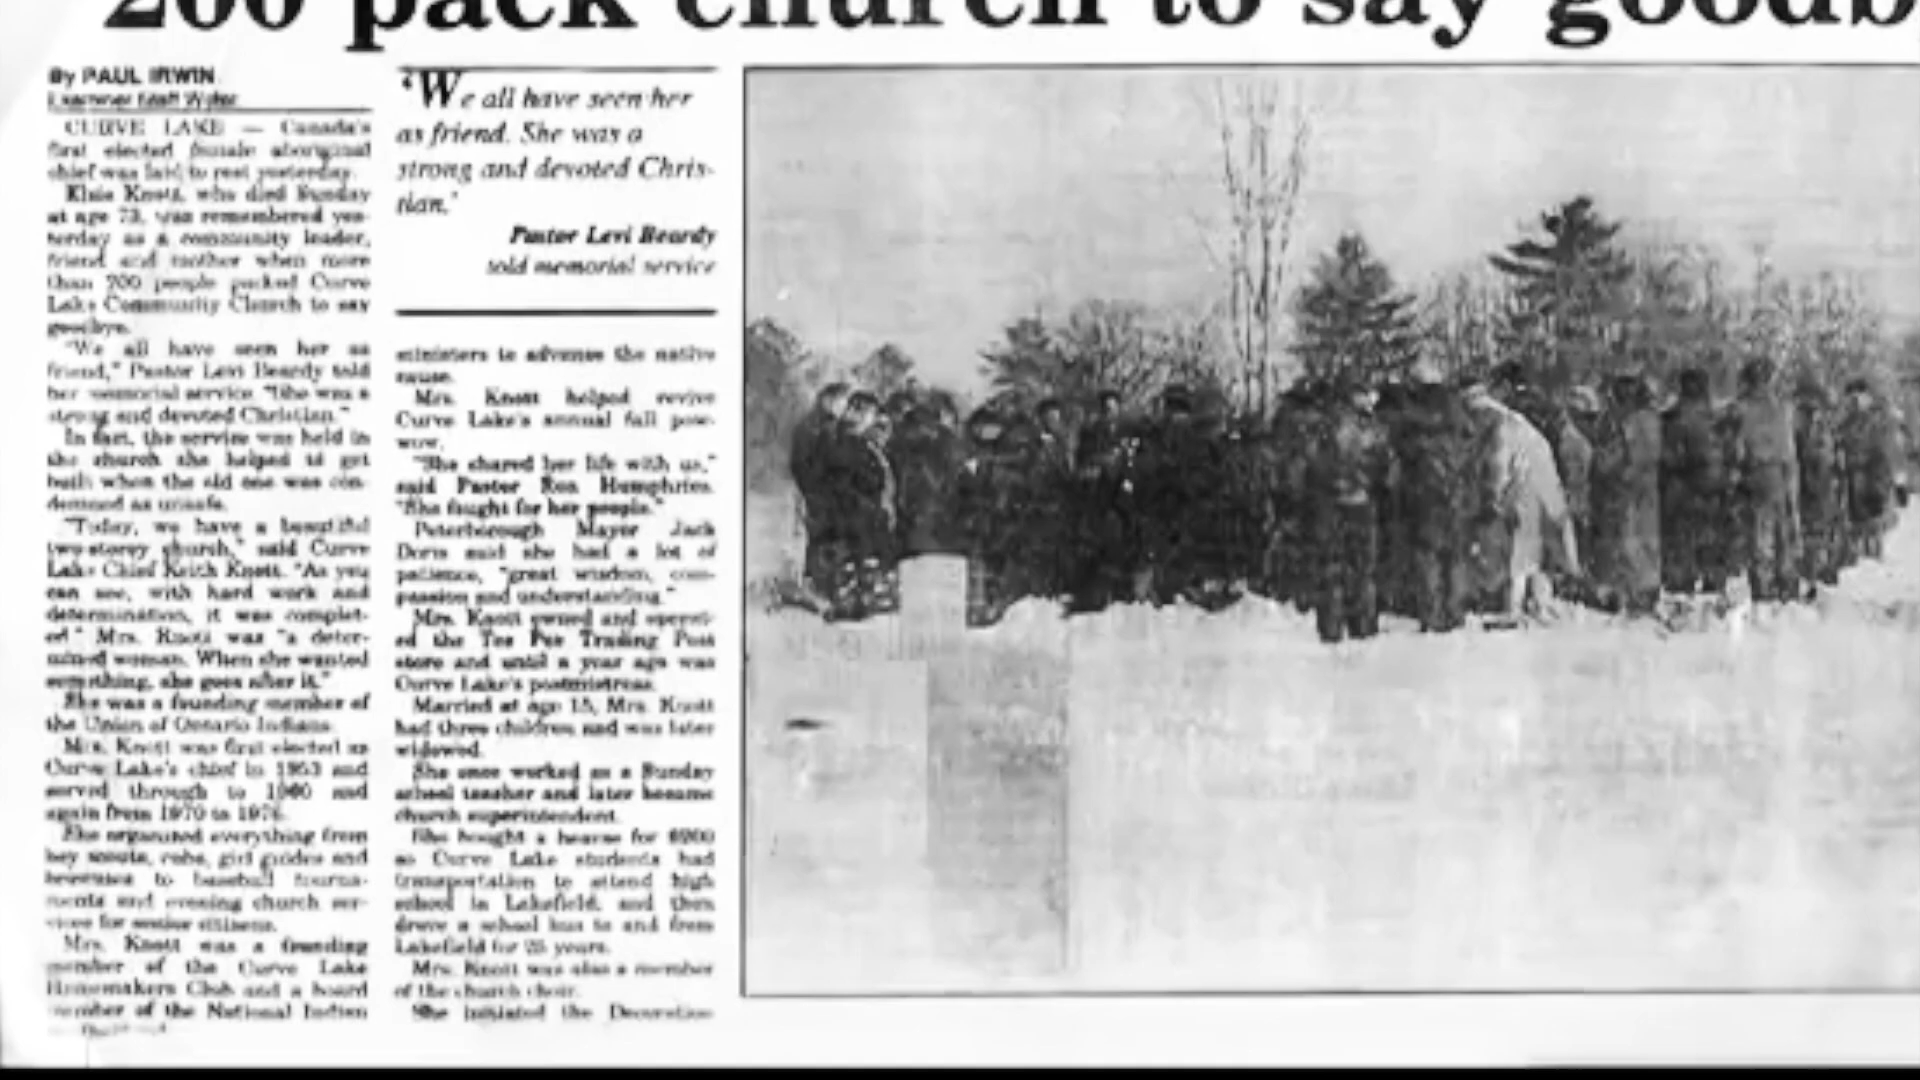 200 pack church to say goodb
By PAUL IRWIN
Examiner Staff Writer
CURVE LAKE — Canada's
first elected female aboriginal
chief was laid to rest yesterday.
Elsie Knott, who died Sunday
at age 73, was remembered yes-
terday as a community leader,
friend and mother when more
than 200 people packed Curve
Lake Community Church to say
goodbye.
"We all have seen her as
friend," Pastor Levi Beardy told
her memorial service. "She was a
strong and devoted Christian."
In fact, the service was held in
the church she helped to get
built when the old one was con-
demned as unsafe.
"Today, we have a beautiful
two-storey church," said Curve
Lake Chief Keith Knott. "As you
can see, with hard work and
determination, it was complet-
ed." Mrs. Knott was "a deter-
mined woman. When she wanted
something, she goes after it."
She was a founding member of
the Union of Ontario Indians.
Mrs. Knott was first elected as
Curve Lake's chief in 1953 and
served through to 1960 and
again from 1970 to 1976.
She organized everything from
boy scouts, cubs, girl guides and
brownies to baseball tourna-
ments and evening church ser-
vices for senior citizens.
Mrs. Knott was a founding
member of the Curve Lake
Homemakers Club and a board
member of the National Indian
'We all have seen her
as friend. She was a
strong and devoted Chris-
tian.'
Pastor Levi Beardy
told memorial service
ministers to advance the native
cause.
Mrs. Knott helped revive
Curve Lake's annual fall pow-
wow.
"She shared her life with us,"
said Pastor Ron Humphries.
"She fought for her people."
Peterborough Mayor Jack
Doris said she had a lot of
patience, "great wisdom, com-
passion and understanding."
Mrs. Knott owned and operat-
ed the Tee Pee Trading Post
store and until a year ago was
Curve Lake's postmistress.
Married at age 15, Mrs. Knott
had three children and was later
widowed.
She once worked as a Sunday
school teacher and later became
church superintendent.
She bought a hearse for $200
so Curve Lake students had
transportation to attend high
school in Lakefield, and then
drove a school bus to and from
Lakefield for 25 years.
Mrs. Knott was also a member
of the church choir.
She initiated the Decoration